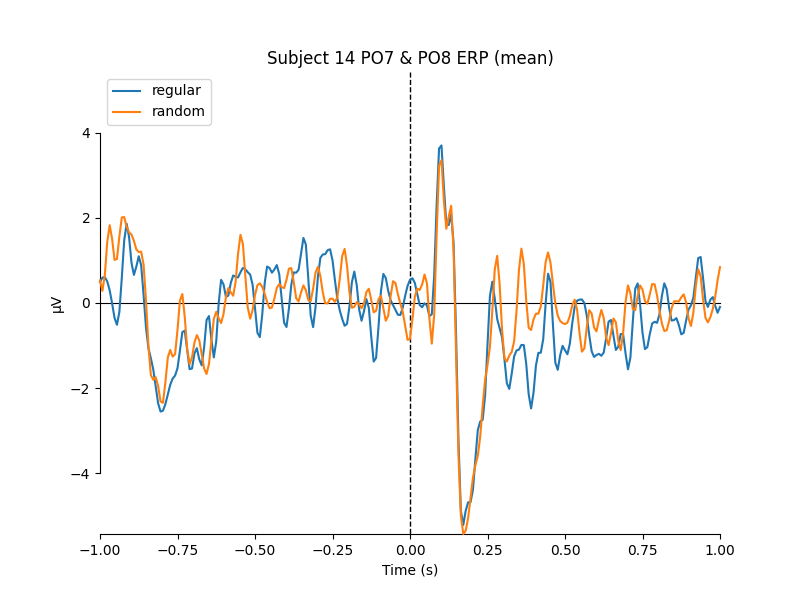 Subject 14 PO7 & PO8 ERP (mean)
regular
random
4
2
0
−2
−4
µV
−1.00 −0.75 −0.50 −0.25 0.00 0.25 0.50 0.75 1.00
Time (s)